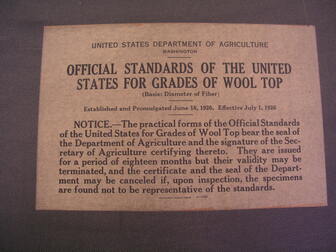 UNITED STATES DEPARTMENT OF AGRICULTURE
WASHINGTON
OFFICIAL STANDARDS OF THE UNITED
STATES FOR GRADES OF WOOL TOP
(Basis: Diameter of Fiber)
Established and Promulgated June 18, 1926, Effective July 1, 1926
NOTICE.—The practical forms of the Official Standards
of the United States for Grades of Wool Top bear the seal of
the Department of Agriculture and the signature of the Sec-
retary of Agriculture certifying thereto. They are issued
for a period of eighteen months but their validity may be
terminated, and the certificate and the seal of the Depart-
ment may be canceled if, upon inspection, the specimens
are found not to be representative of the standards.